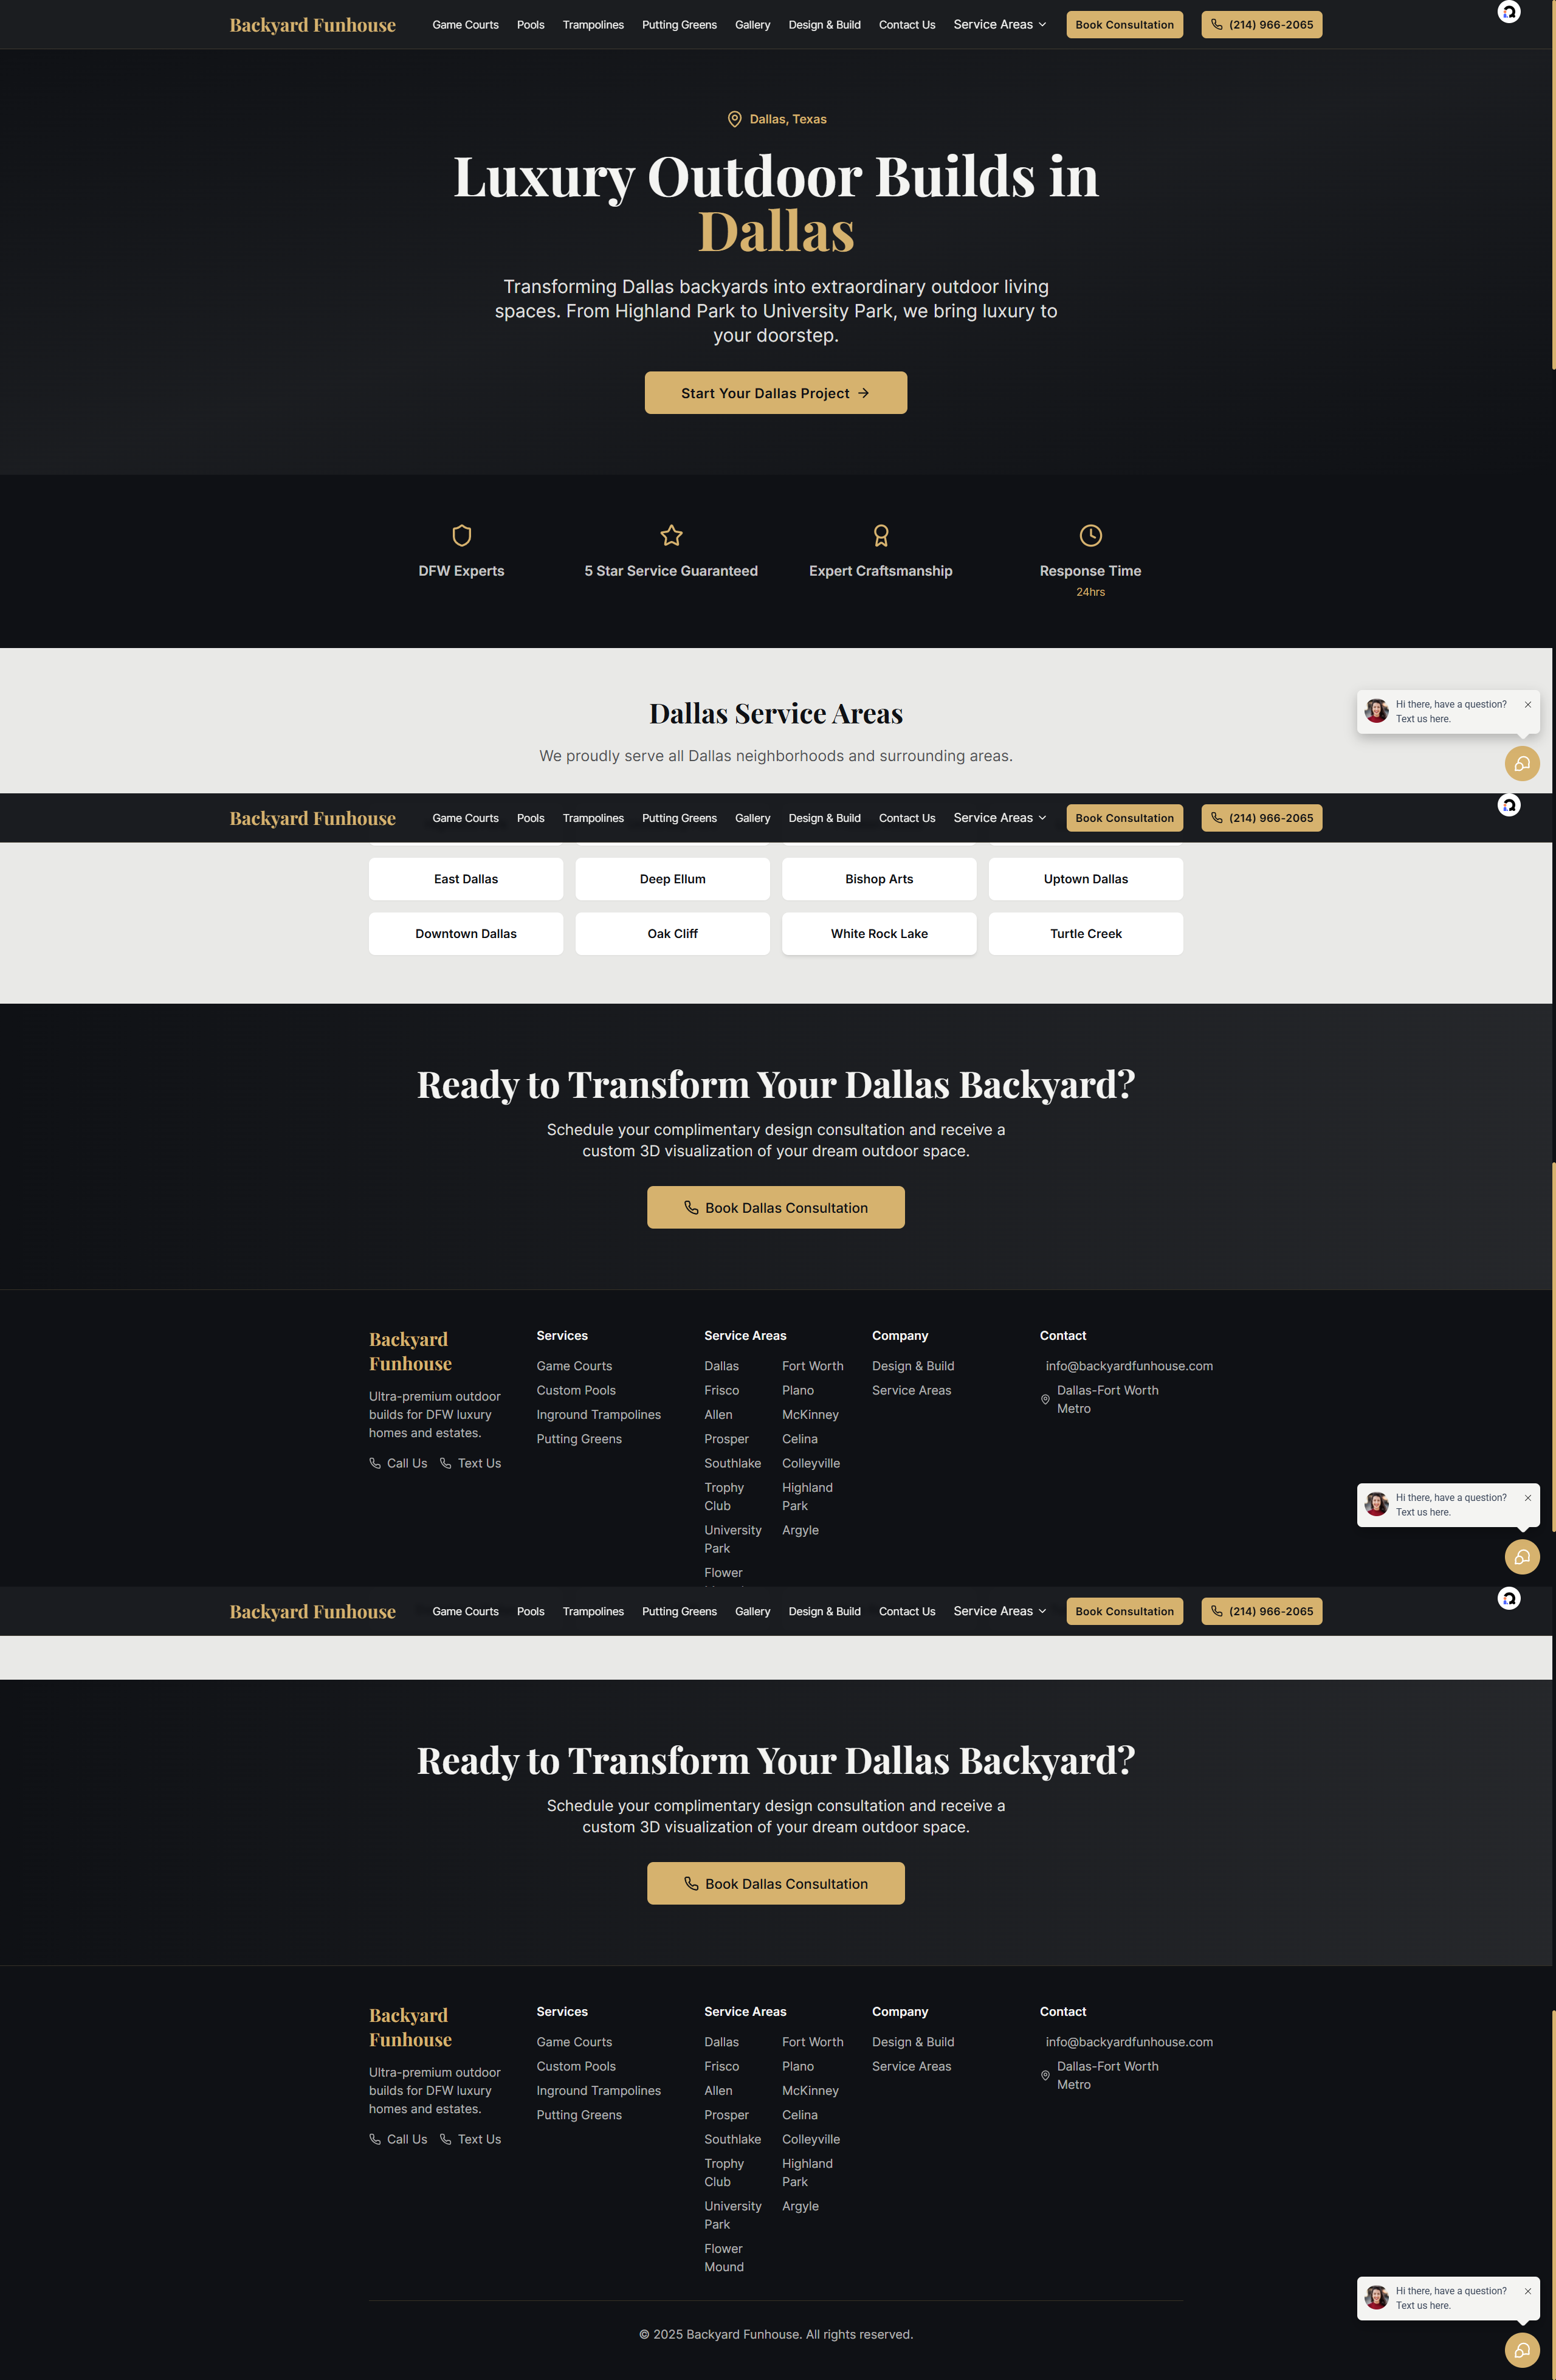 Backyard Funhouse
Game Courts
Pools
Trampolines
Putting Greens
Gallery
Design & Build
Contact Us
Service Areas
Book Consultation
(214) 966-2065
Dallas, Texas
Luxury Outdoor Builds in
Dallas
Transforming Dallas backyards into extraordinary outdoor living
spaces. From Highland Park to University Park, we bring luxury to
your doorstep.
Start Your Dallas Project
DFW Experts
5 Star Service Guaranteed
Expert Craftsmanship
Response Time
24hrs
Dallas Service Areas
We proudly serve all Dallas neighborhoods and surrounding areas.
Hi there, have a question?
Text us here.
Backyard Funhouse
Game Courts
Pools
Trampolines
Putting Greens
Gallery
Design & Build
Contact Us
Service Areas
Book Consultation
(214) 966-2065
East Dallas
Deep Ellum
Bishop Arts
Uptown Dallas
Downtown Dallas
Oak Cliff
White Rock Lake
Turtle Creek
Ready to Transform Your Dallas Backyard?
Schedule your complimentary design consultation and receive a
custom 3D visualization of your dream outdoor space.
Book Dallas Consultation
Backyard
Funhouse
Ultra-premium outdoor
builds for DFW luxury
homes and estates.
Call Us
Text Us
Services
Game Courts
Custom Pools
Inground Trampolines
Putting Greens
Service Areas
Dallas
Fort Worth
Frisco
Plano
Allen
McKinney
Prosper
Celina
Southlake
Colleyville
Trophy
Club
Highland
Park
University
Park
Argyle
Flower
Company
Design & Build
Service Areas
Contact
info@backyardfunhouse.com
Dallas-Fort Worth
Metro
Hi there, have a question?
Text us here.
Backyard Funhouse
Game Courts
Pools
Trampolines
Putting Greens
Gallery
Design & Build
Contact Us
Service Areas
Book Consultation
(214) 966-2065
Ready to Transform Your Dallas Backyard?
Schedule your complimentary design consultation and receive a
custom 3D visualization of your dream outdoor space.
Book Dallas Consultation
Backyard
Funhouse
Ultra-premium outdoor
builds for DFW luxury
homes and estates.
Call Us
Text Us
Services
Game Courts
Custom Pools
Inground Trampolines
Putting Greens
Service Areas
Dallas
Fort Worth
Frisco
Plano
Allen
McKinney
Prosper
Celina
Southlake
Colleyville
Trophy
Club
Highland
Park
University
Park
Argyle
Flower
Mound
Company
Design & Build
Service Areas
Contact
info@backyardfunhouse.com
Dallas-Fort Worth
Metro
Hi there, have a question?
Text us here.
© 2025 Backyard Funhouse. All rights reserved.